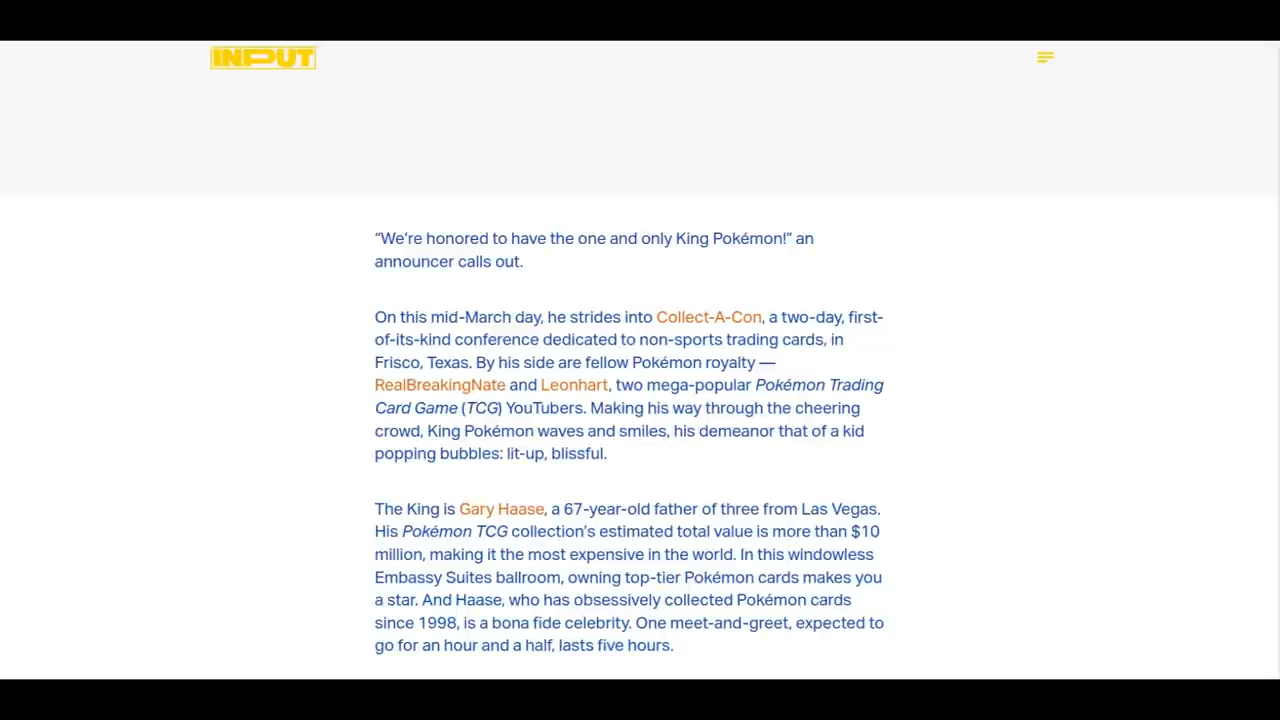 INPUT
“We’re honored to have the one and only King Pokémon!” an
announcer calls out.
On this mid-March day, he strides into Collect-A-Con, a two-day, first-
of-its-kind conference dedicated to non-sports trading cards, in
Frisco, Texas. By his side are fellow Pokémon royalty —
RealBreakingNate and Leonhart, two mega-popular Pokémon Trading
Card Game (TCG) YouTubers. Making his way through the cheering
crowd, King Pokémon waves and smiles, his demeanor that of a kid
popping bubbles: lit-up, blissful.
The King is Gary Haase, a 67-year-old father of three from Las Vegas.
His Pokémon TCG collection’s estimated total value is more than $10
million, making it the most expensive in the world. In this windowless
Embassy Suites ballroom, owning top-tier Pokémon cards makes you
a star. And Haase, who has obsessively collected Pokémon cards
since 1998, is a bona fide celebrity. One meet-and-greet, expected to
go for an hour and a half, lasts five hours.